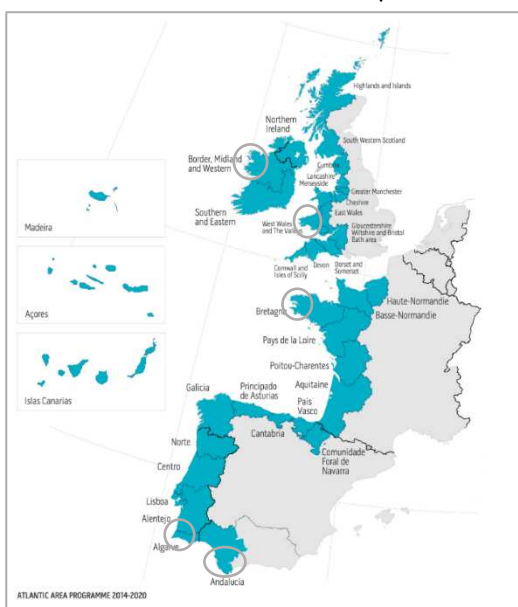 Highlands and Islands
Northern
Ireland
South Western Scotland
Border, Midland
and Western
Cumbria
Lancashire
Merseyside
Greater Manchester
Cheshire
East Wales
Southern
and Eastern
West Wales
and The Valleys
Gloucestershire
Wiltshire and Bristol
Bath area
Cornwall and
Isles of Scilly
Devon
Dorset and
Somerset
Madeira
Açores
Islas Canarias
Bretagne
Haute-Normandie
Basse-Normandie
Pays de la Loire
Poitou-Charentes
Aquitaine
País
Vasco
Galicia
Principado
de Asturias
Cantabria
Comunidade
Foral de
Navarra
Norte
Centro
Lisboa
Alentejo
Algarve
Andalucía
ATLANTIC AREA PROGRAMME 2014-2020